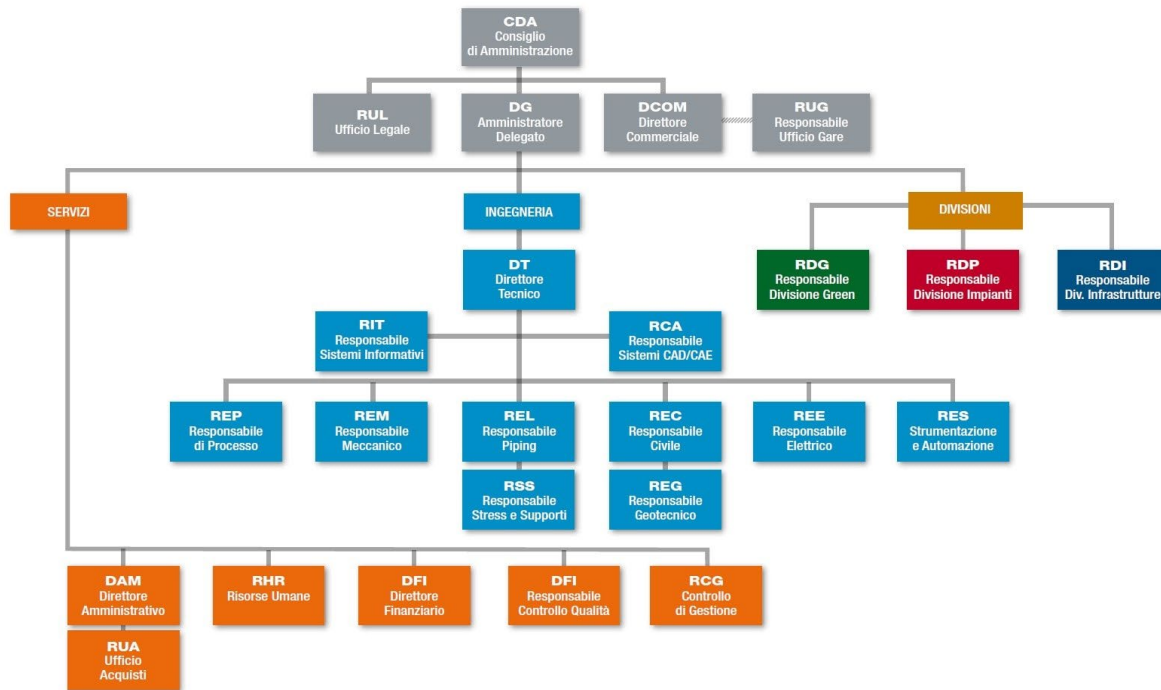 CDA
Consiglio
di Amministrazione
RUL
Ufficio Legale
DG
Amministratore
Delegato
DCOM
Direttore
Commerciale
RUG
Responsabile
Ufficio Gare
SERVIZI
INGEGNERIA
DIVISIONI
DT
Direttore
Tecnico
RDG
Responsabile
Divisione Green
RDP
Responsabile
Divisione Impianti
RDI
Responsabile
Div. Infrastrutture
RIT
Responsabile
Sistemi Informativi
RCA
Responsabile
Sistemi CAD/CAE
REP
Responsabile
di Processo
REM
Responsabile
Meccanico
REL
Responsabile
Piping
REC
Responsabile
Civile
REE
Responsabile
Elettrico
RES
Strumentazione
e Automazione
RSS
Responsabile
Stress e Supporti
REG
Responsabile
Geotecnico
DAM
Direttore
Amministrativo
RHR
Risorse Umane
DFI
Direttore
Finanziario
DFI
Responsabile
Controllo Qualità
RCG
Controllo
di Gestione
RUA
Ufficio
Acquisti